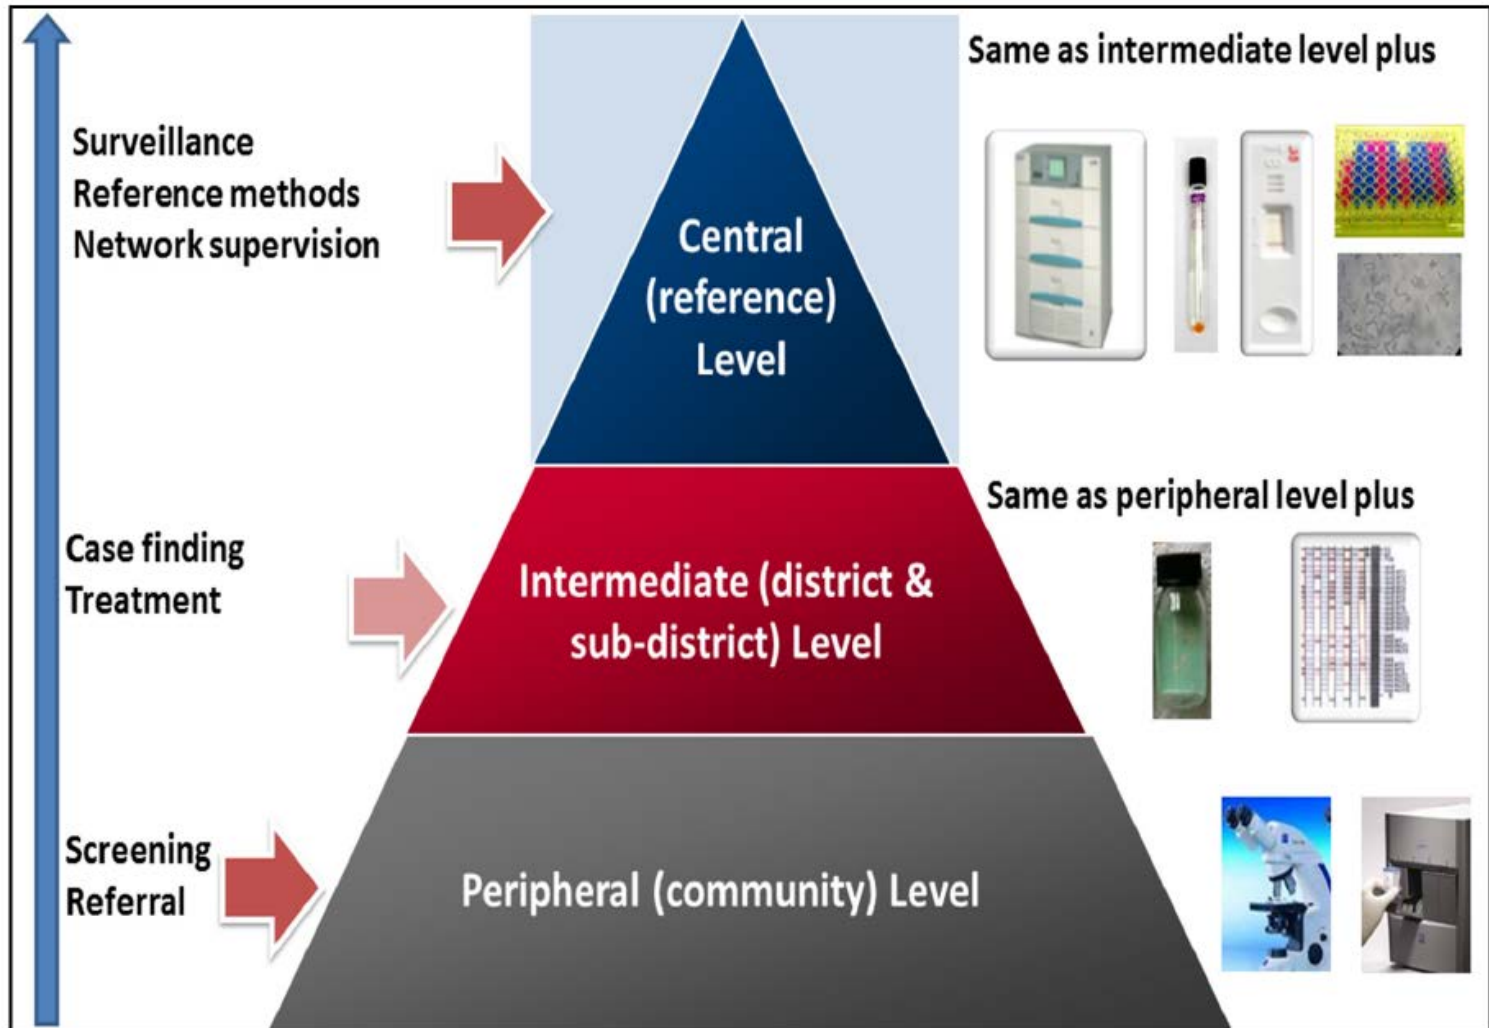 Same as intermediate level plus
Surveillance
Reference methods
Network supervision
Central
(reference)
Level
Same as peripheral level plus
Case finding
Treatment
Intermediate (district &
sub-district) Level
Screening
Referral
Peripheral (community) Level